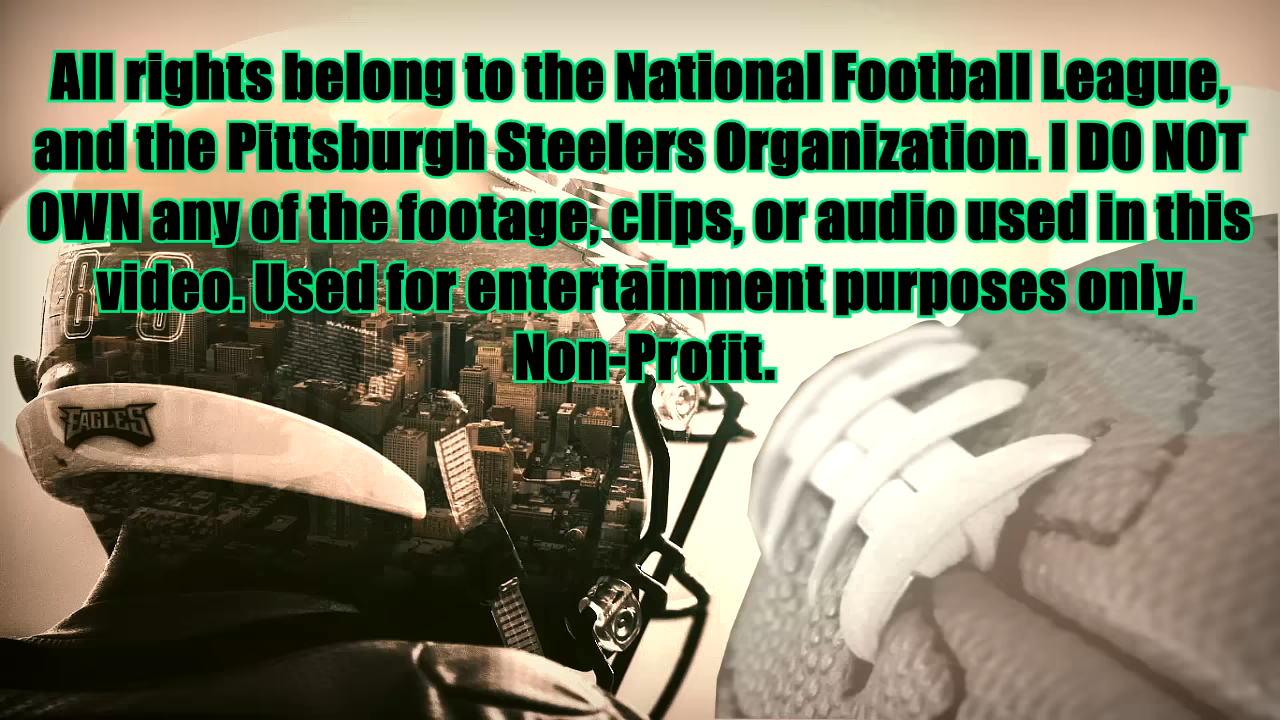 All rights belong to the National Football League,
and the Pittsburgh Steelers Organization. I DO NOT
OWN any of the footage, clips, or audio used in this
video. Used for entertainment purposes only.
Non-Profit.
WARNING
EAGLES